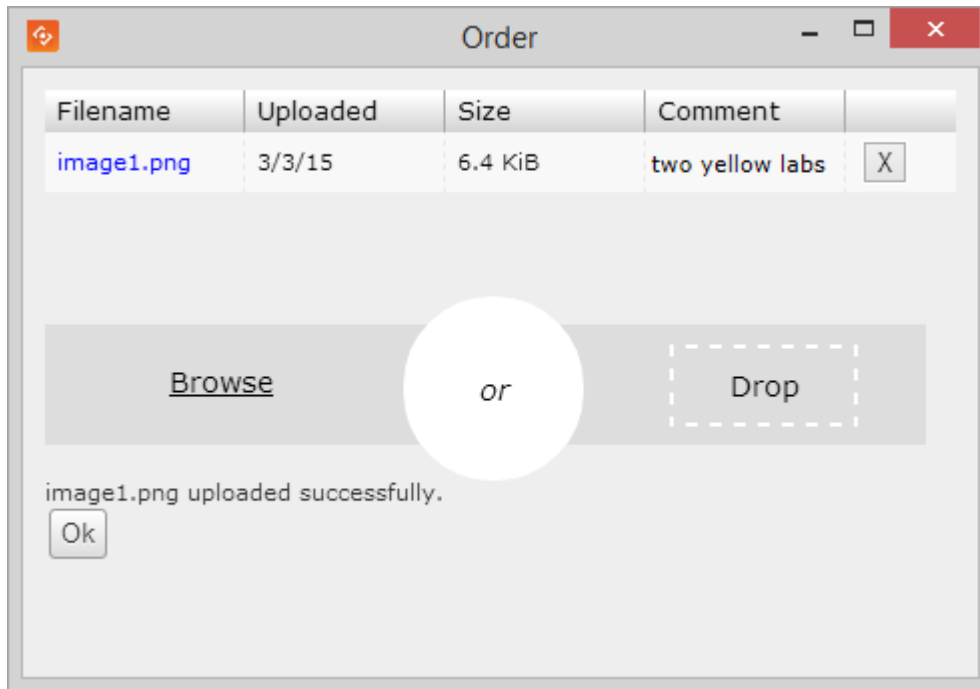 Order
Filename Uploaded Size Comment
image1.png 3/3/15 6.4 KiB two yellow labs X
Browse or Drop
image1.png uploaded successfully.
Ok